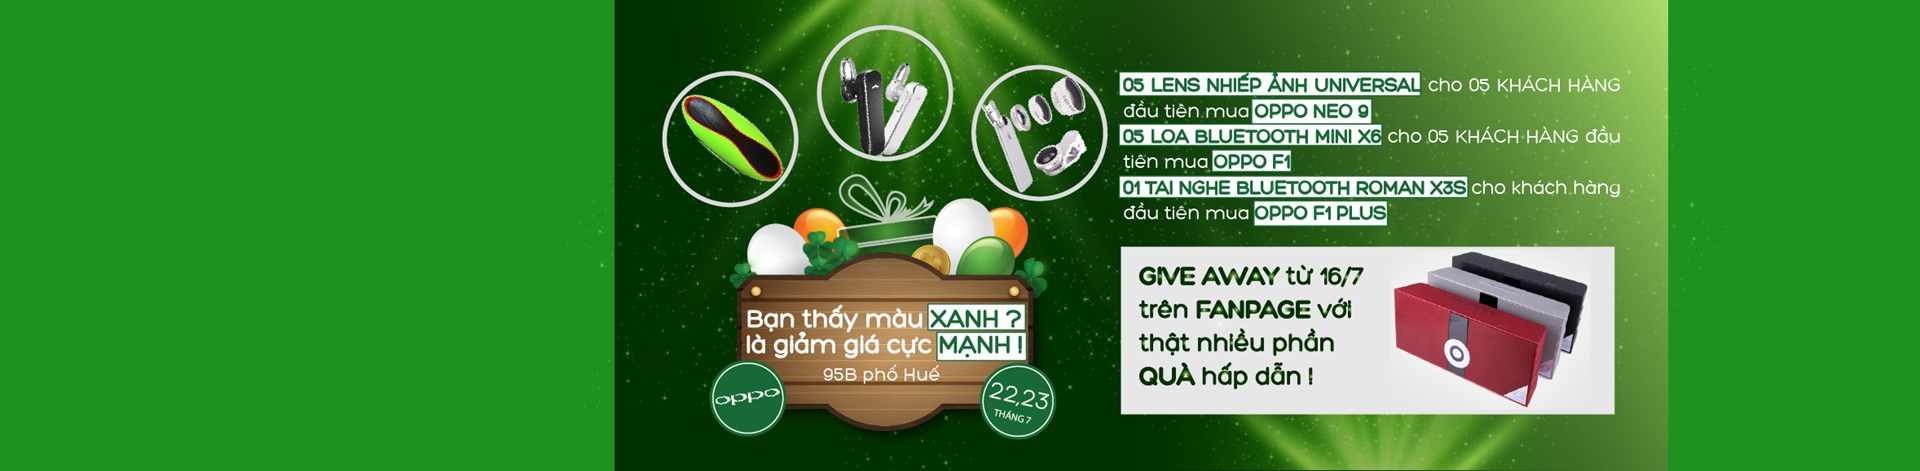 05 LENS NHIẾP ẢNH UNIVERSAL cho 05 KHÁCH HÀNG
đầu tiên mua OPPO NEO 9
05 LOA BLUETOOTH MINI X6 cho 05 KHÁCH HÀNG đầu
tiên mua OPPO F1
01 TAI NGHE BLUETOOTH ROMAN X3S cho khách hàng
đầu tiên mua OPPO F1 PLUS
GIVE AWAY từ 16/7
trên FANPAGE với
thật nhiều phần
QUÀ hấp dẫn !
Bạn thấy màu XANH ?
là giảm giá cực MẠNH !
95B phố Huế
oppo
22,23
THÁNG 7